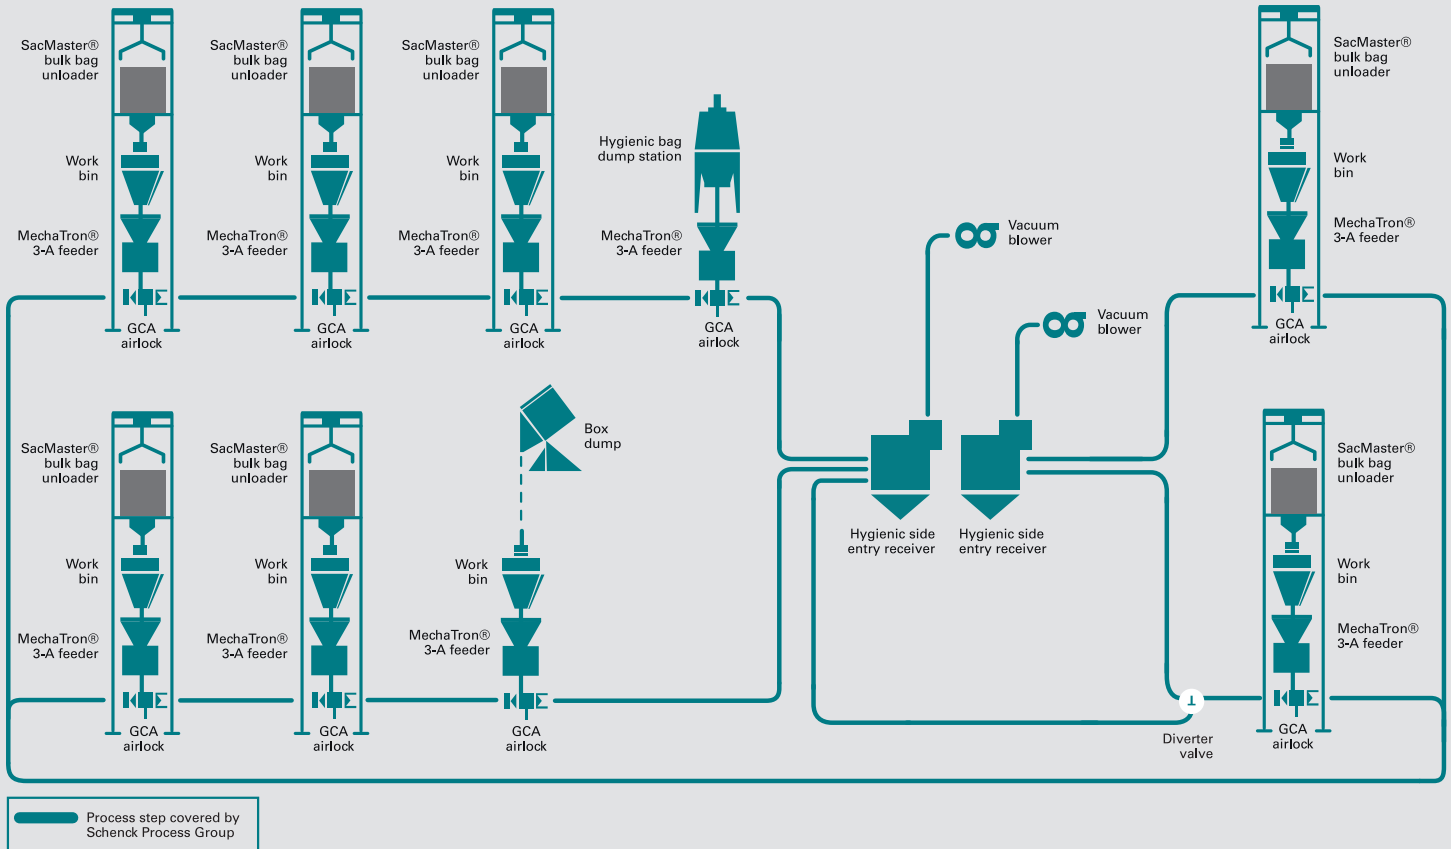 SacMaster®
bulk bag
unloader
SacMaster®
bulk bag
unloader
SacMaster®
bulk bag
unloader
SacMaster®
bulk bag
unloader
Hygienic bag
dump station
Work
bin
Work
bin
Work
bin
Work
bin
MechaTron®
3-A feeder
MechaTron®
3-A feeder
MechaTron®
3-A feeder
MechaTron®
3-A feeder
Vacuum
blower
MechaTron®
3-A feeder
GCA
airlock
GCA
airlock
GCA
airlock
GCA
airlock
Vacuum
blower
GCA
airlock
SacMaster®
bulk bag
unloader
SacMaster®
bulk bag
unloader
Box
dump
SacMaster®
bulk bag
unloader
Hygienic side
entry receiver
Hygienic side
entry receiver
Work
bin
Work
bin
Work
bin
Work
bin
MechaTron®
3-A feeder
MechaTron®
3-A feeder
MechaTron®
3-A feeder
MechaTron®
3-A feeder
GCA
airlock
GCA
airlock
GCA
airlock
Diverter
valve
GCA
airlock
Process step covered by
Schenck Process Group